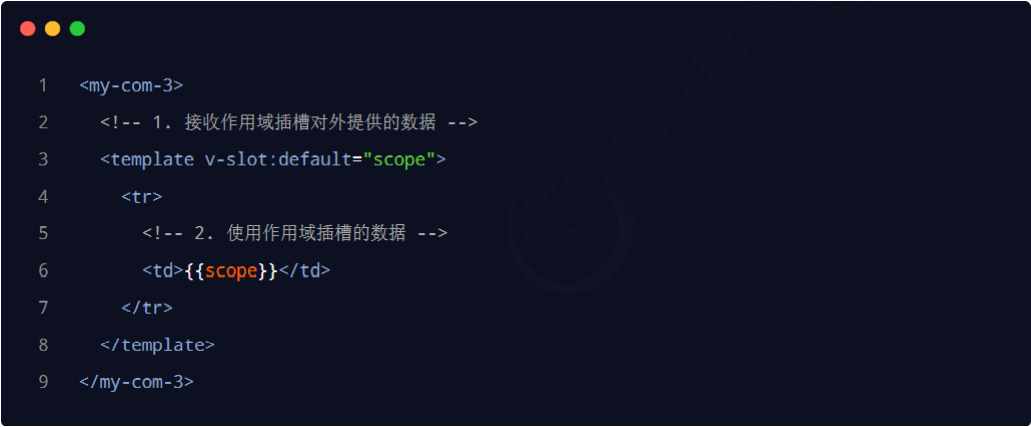 1 <my-com-3>
2   <!-- 1. 接收作用域插槽对外提供的数据 -->
3   <template v-slot:default="scope">
4     <tr>
5       <!-- 2. 使用作用域插槽的数据 -->
6       <td>{{scope}}</td>
7     </tr>
8   </template>
9 </my-com-3>